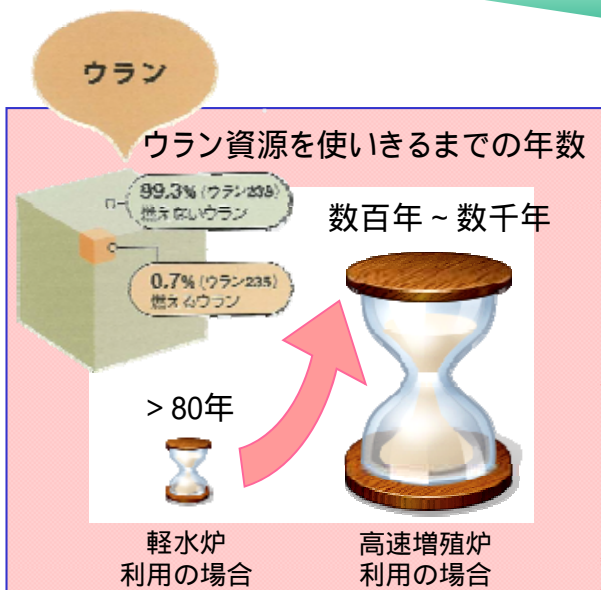 ウラン
ウラン資源を使いきるまでの年数
99.3% (ウラン238)
燃えないウラン
0.7% (ウラン235)
燃えるウラン
数百年 ~ 数千年
> 80年
軽水炉
利用の場合
高速増殖炉
利用の場合